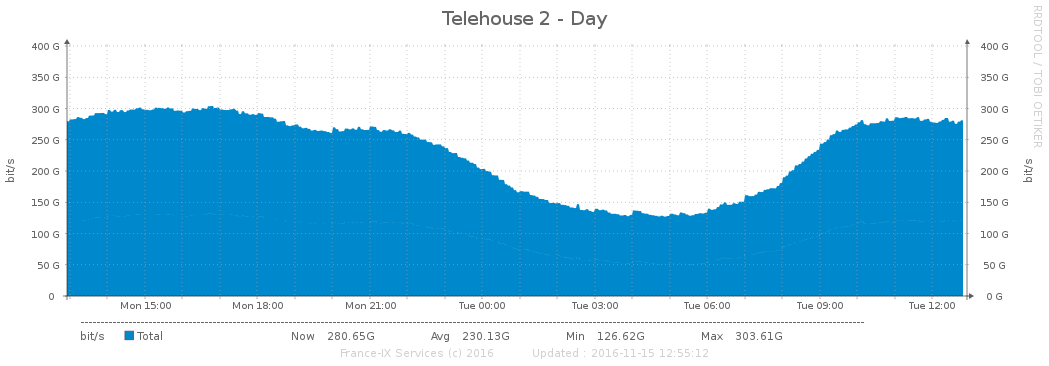 Telehouse 2 - Day
RRDTOOL / TOBI OETIKER
400 G 400 G
350 G 350 G
300 G 300 G
250 G 250 G
200 G 200 G
150 G 150 G
100 G 100 G
50 G 50 G
0 0 G
bit/s bit/s
Mon 15:00 Mon 18:00 Mon 21:00 Tue 00:00 Tue 03:00 Tue 06:00 Tue 09:00 Tue 12:00
bit/s Total Now 280.65G Avg 230.13G Min 126.62G Max 303.61G
France-IX Services (c) 2016 Updated : 2016-11-15 12:55:12